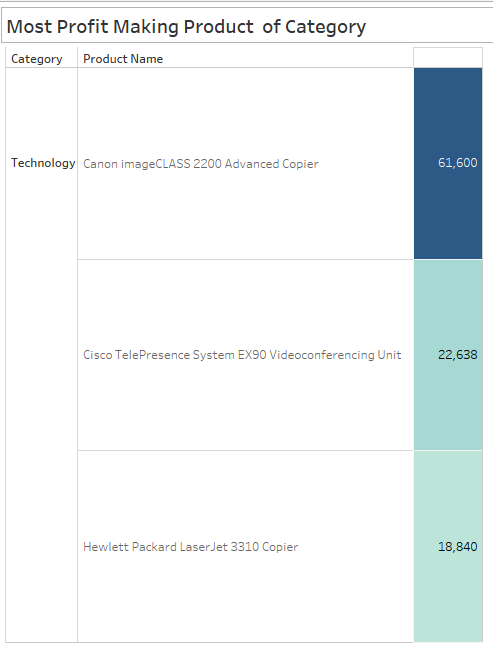 Most Profit Making Product of Category
Category Product Name
Technology Canon imageCLASS 2200 Advanced Copier 61,600
Cisco TelePresence System EX90 Videoconferencing Unit 22,638
Hewlett Packard LaserJet 3310 Copier 18,840